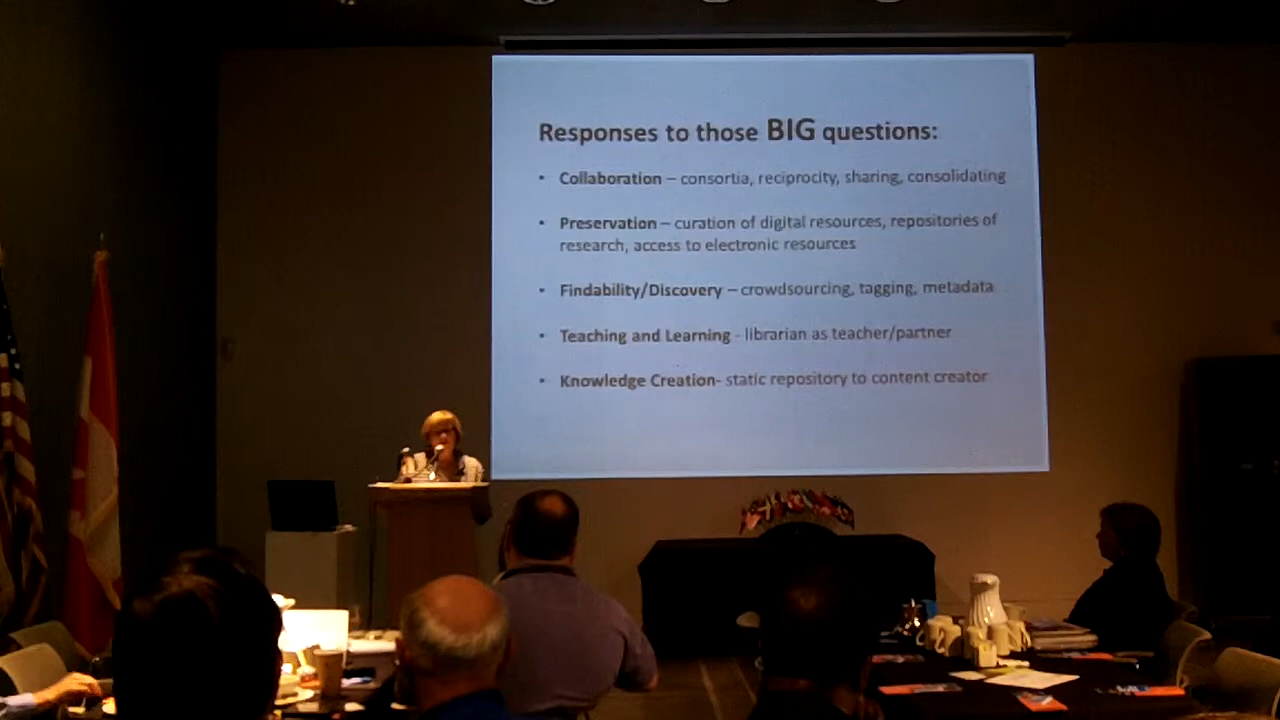 Responses to those BIG questions:
• Collaboration – consortia, reciprocity, sharing, consolidating
• Preservation – curation of digital resources, repositories of
research, access to electronic resources
• Findability/Discovery – crowdsourcing, tagging, metadata
• Teaching and Learning - librarian as teacher/partner
• Knowledge Creation- static repository to content creator